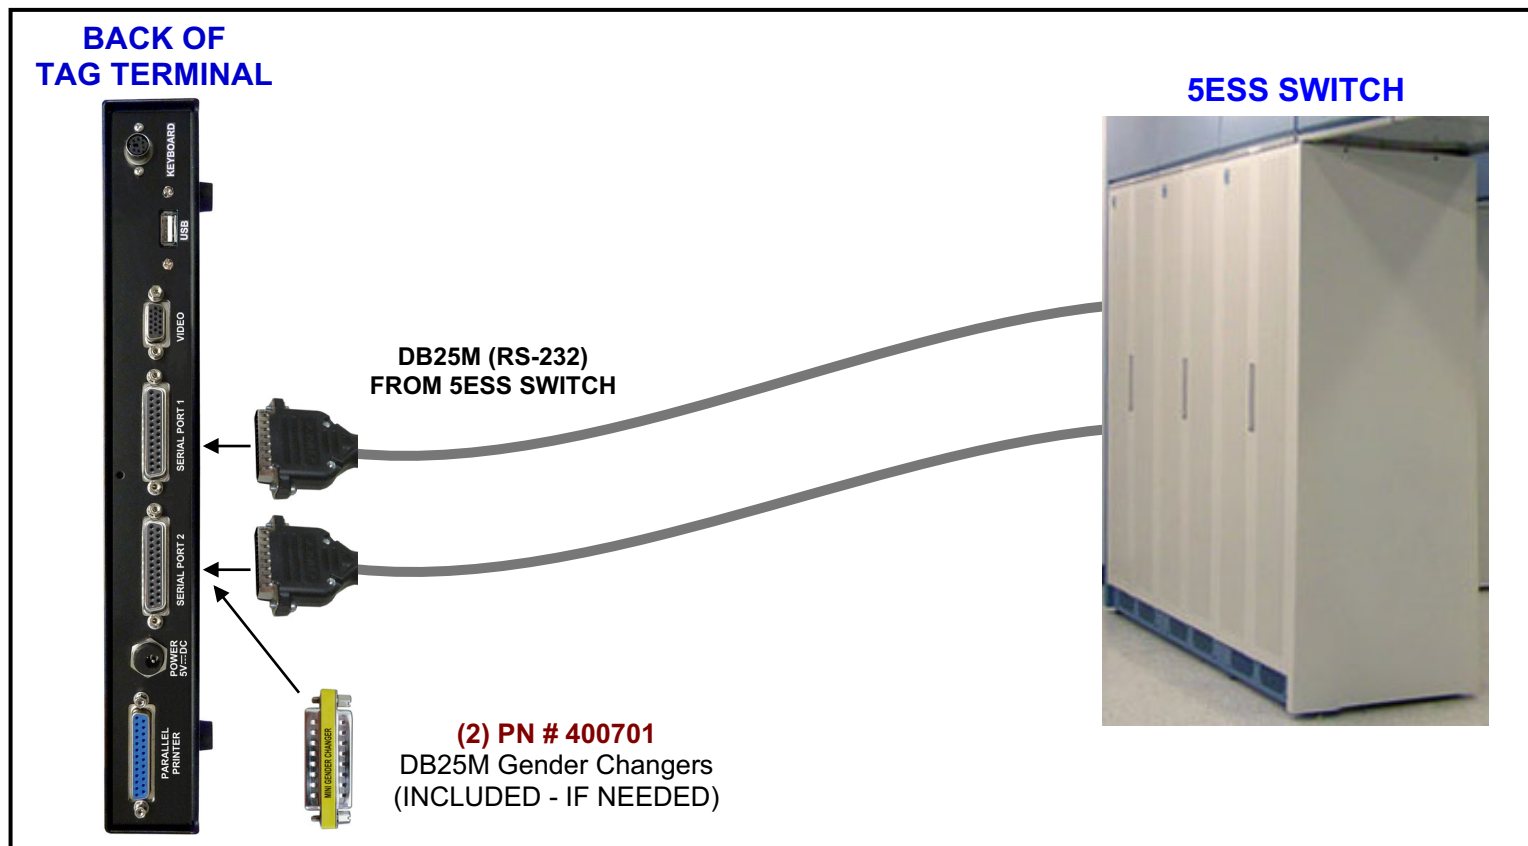 BACK OF
TAG TERMINAL
5ESS SWITCH
KEYBOARD
USB
VIDEO
SERIAL PORT 1
SERIAL PORT 2
POWER
5V⎓DC
PARALLEL
PRINTER
DB25M (RS-232)
FROM 5ESS SWITCH
MINI GENDER CHANGER
(2) PN # 400701
DB25M Gender Changers
(INCLUDED - IF NEEDED)